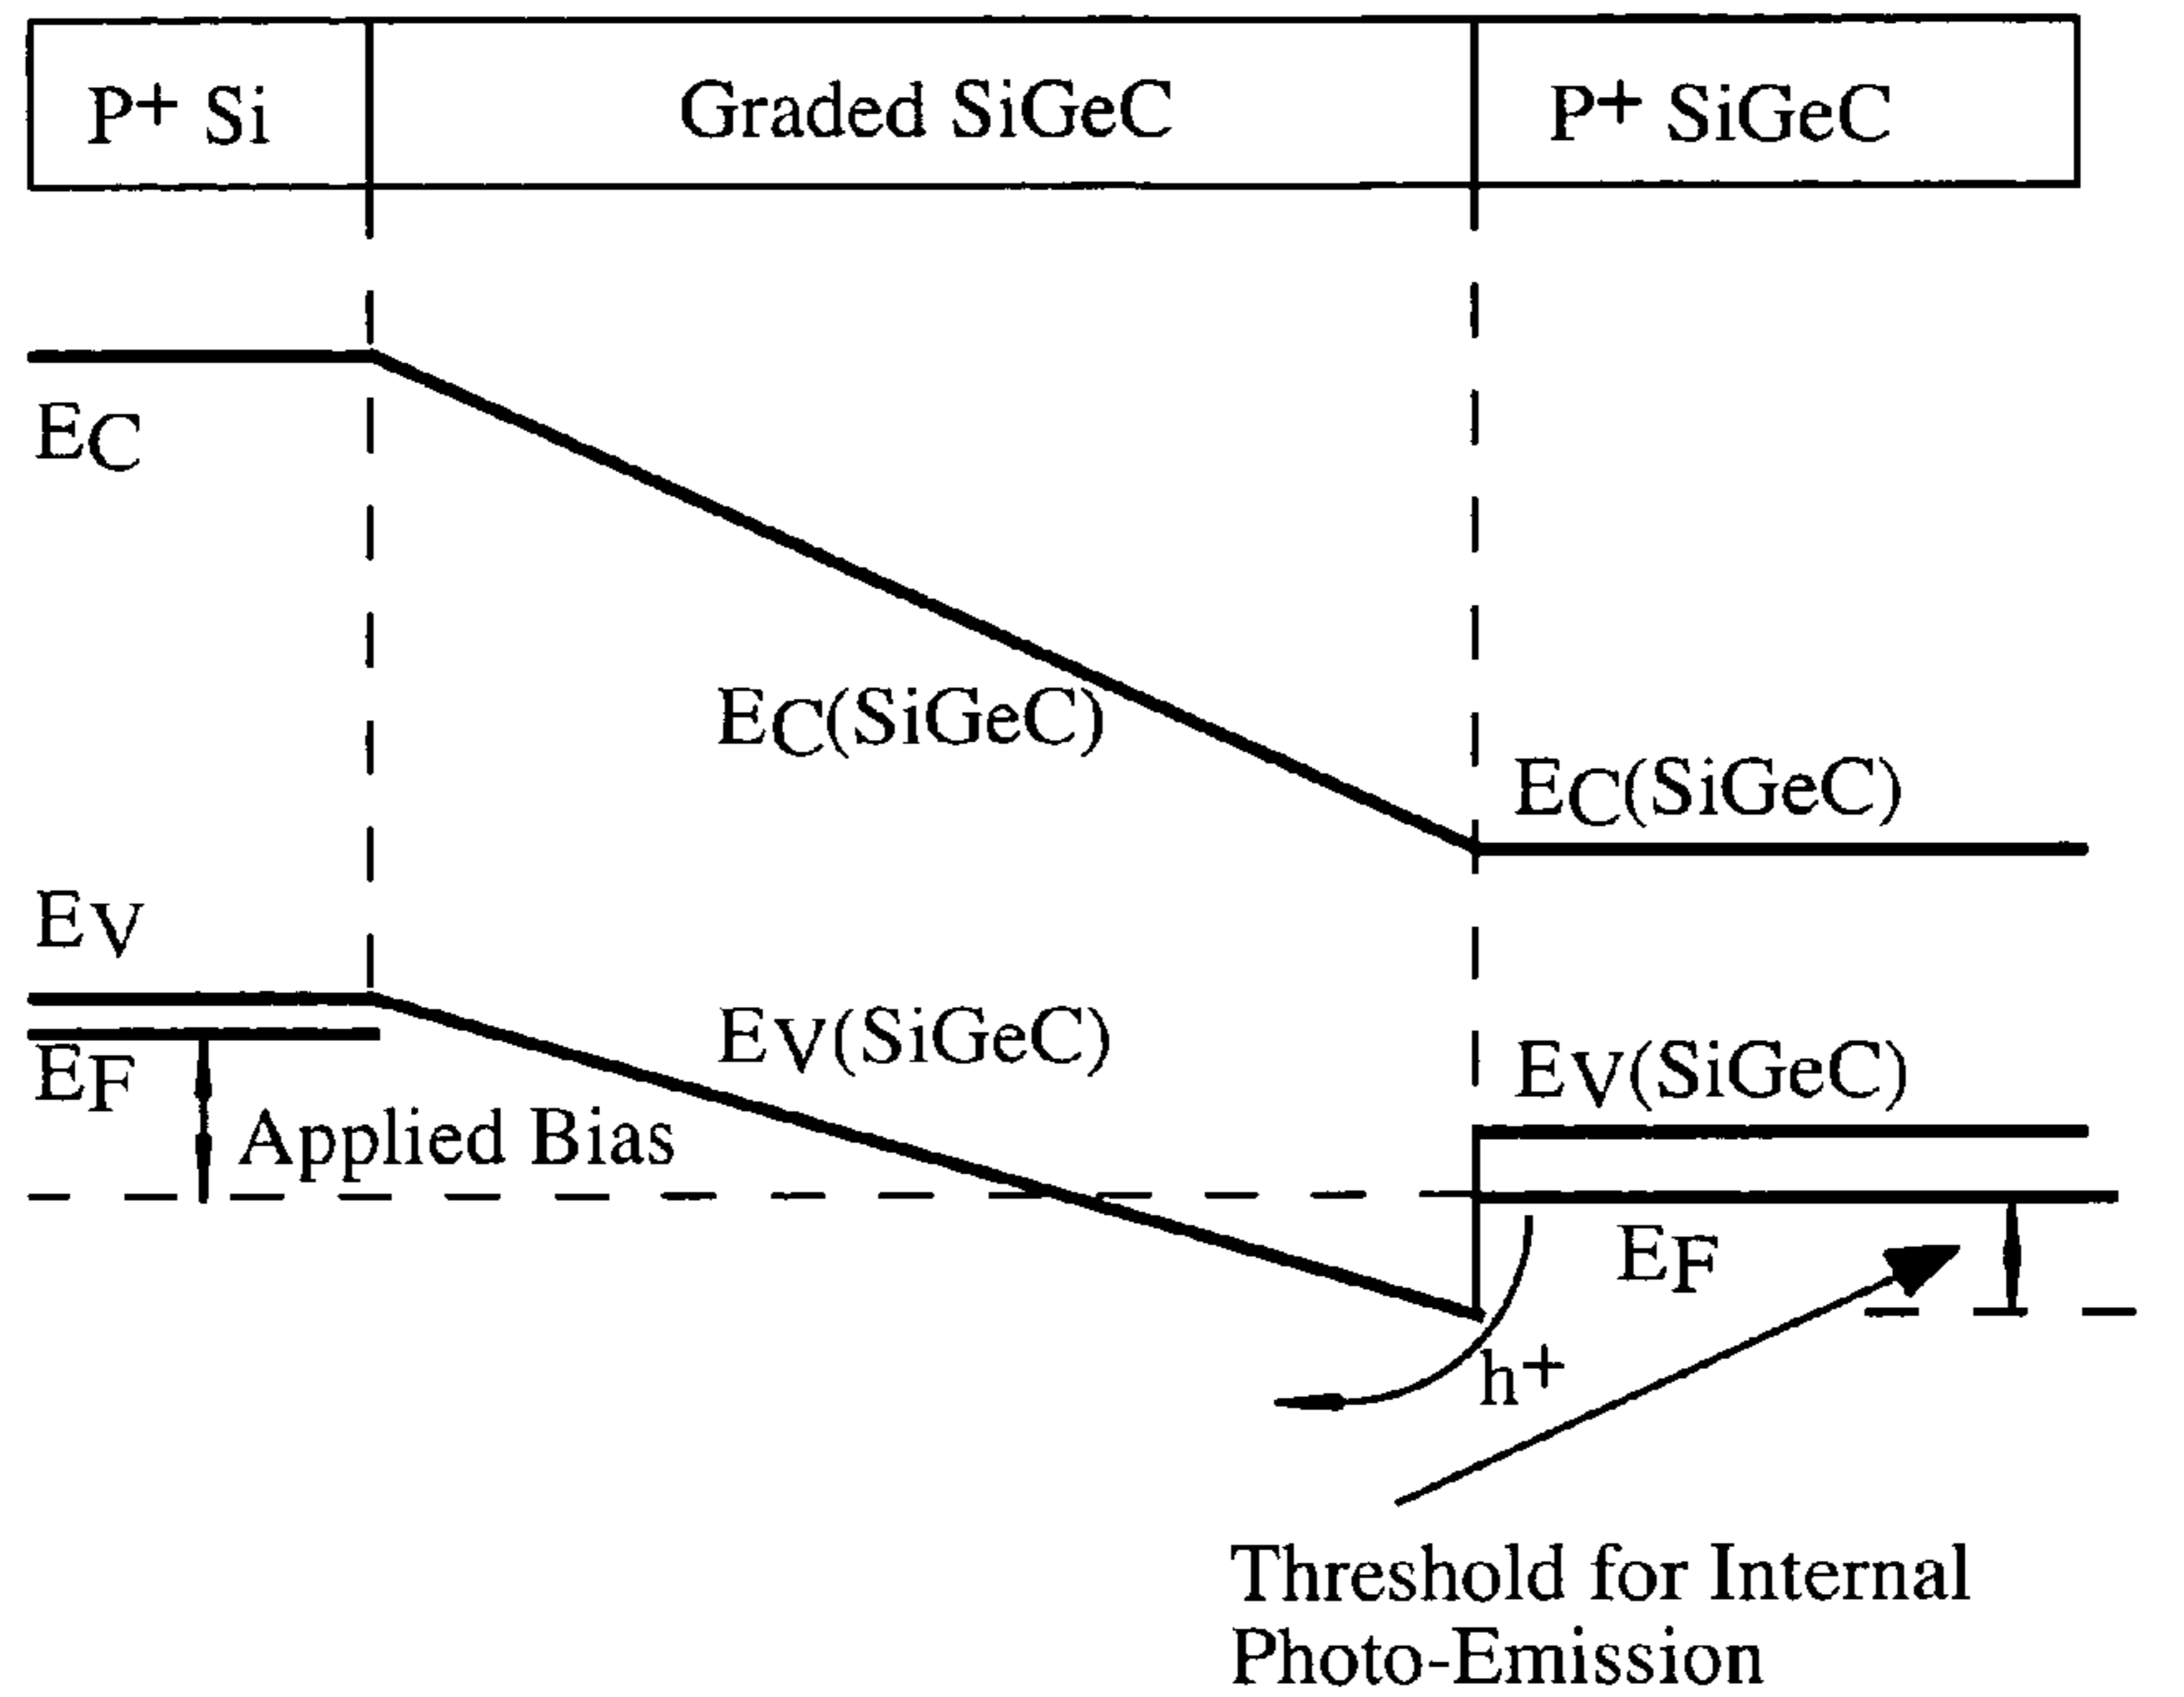 P+ Si
Graded SiGeC
P+ SiGeC
EC
EC(SiGeC)
EC(SiGeC)
EV
EV(SiGeC)
EV(SiGeC)
EF
Applied Bias
EF
h+
Threshold for Internal
Photo-Emission